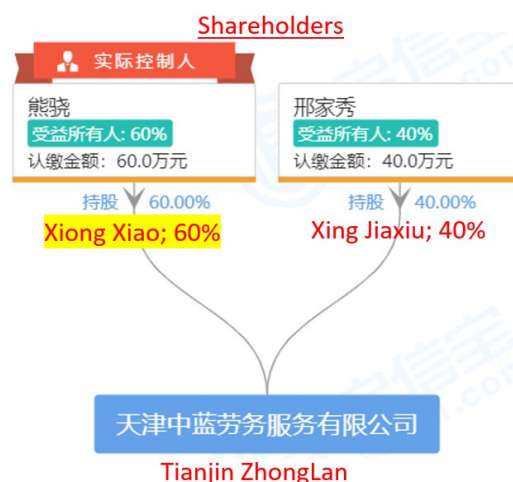 Shareholders
实际控制人
熊骁
受益所有人: 60%
认缴金额: 60.0万元
邢家秀
受益所有人: 40%
认缴金额: 40.0万元
持股 60.00%
持股 40.00%
Xiong Xiao; 60%
Xing Jiaxiu; 40%
天津中蓝劳务服务有限公司
Tianjin ZhongLan